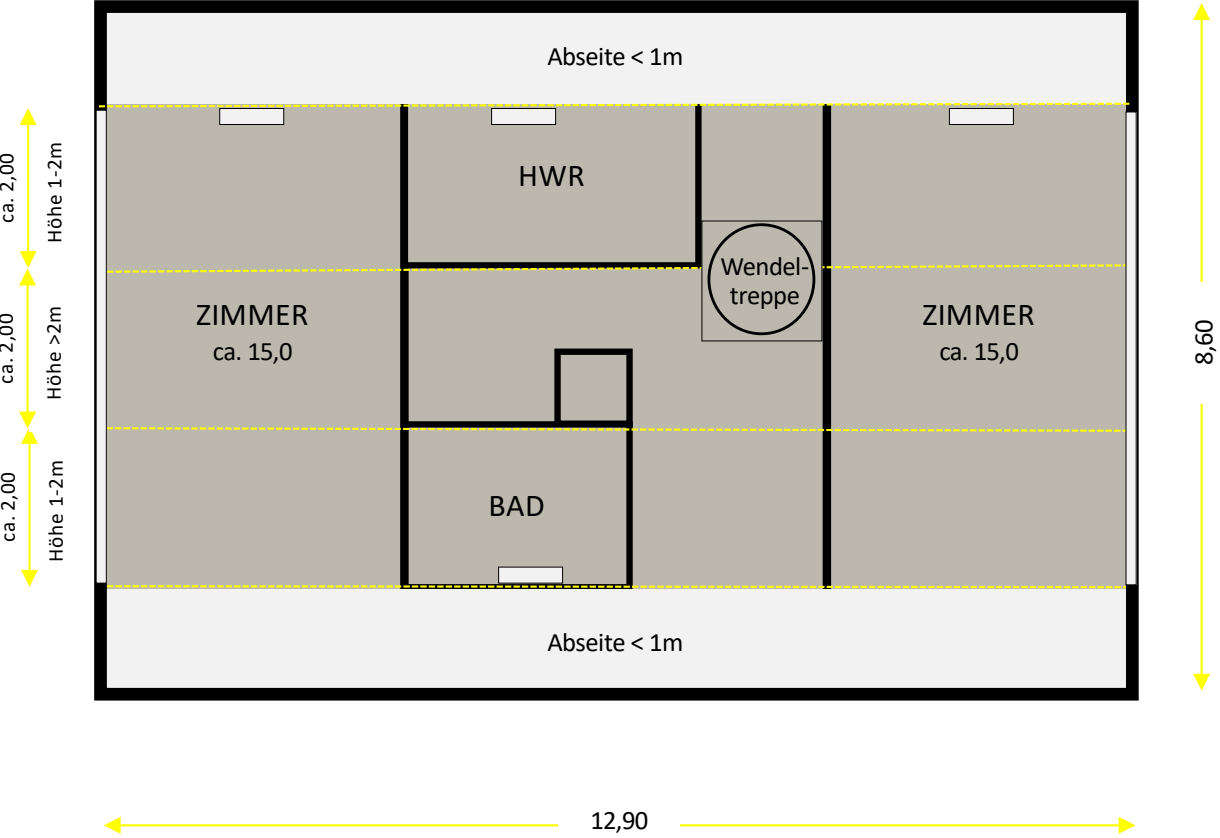 Abseite < 1m
HWR
Wendel-
treppe
ZIMMER
ca. 15,0
ZIMMER
ca. 15,0
BAD
Abseite < 1m
ca. 2,00
Höhe 1-2m
ca. 2,00
Höhe >2m
ca. 2,00
Höhe 1-2m
8,60
12,90